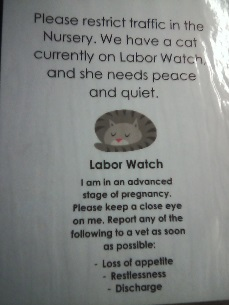 Please restrict traffic in the
Nursery. We have a cat
currently on Labor Watch,
and she needs peace
and quiet.
Labor Watch
I am in an advanced
stage of pregnancy.
Please keep a close eye
on me. Report any of the
following to a vet as soon
as possible:
- Loss of appetite
- Restlessness
- Discharge